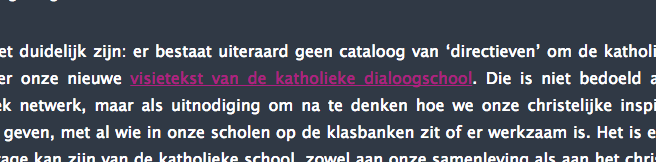 et duidelijk zijn: er bestaat uiteraard geen cataloog van ‘directieven’ om de katholi
er onze nieuwe visietekst van de katholieke dialoogschool. Die is niet bedoeld a
ek netwerk, maar als uitnodiging om na te denken hoe we onze christelijke inspi
geven, met al wie in onze scholen op de klasbanken zit of er werkzaam is. Het is e
rage kan zijn van de katholieke school, zowel aan onze samenleving als aan het chri